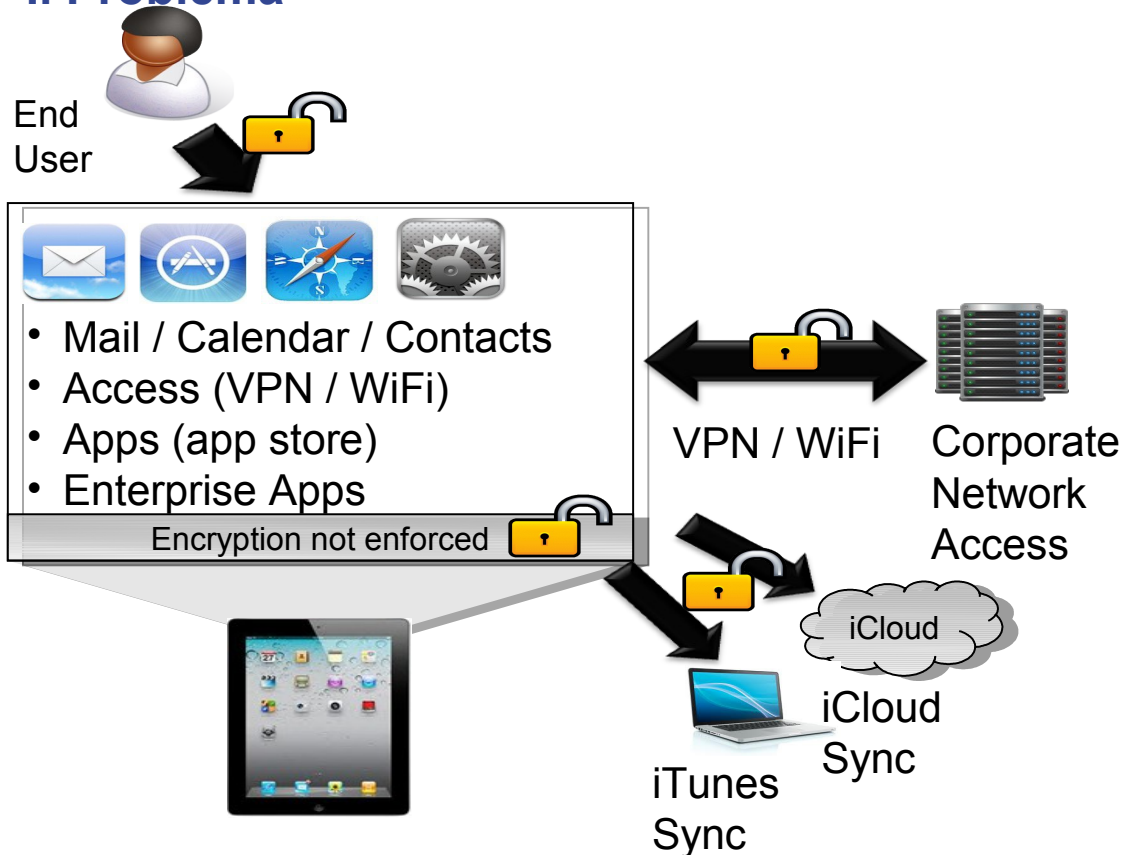 End
User
• Mail / Calendar / Contacts
• Access (VPN / WiFi)
• Apps (app store)
• Enterprise Apps
Encryption not enforced
VPN / WiFi
Corporate
Network
Access
iCloud
iCloud
Sync
iTunes
Sync